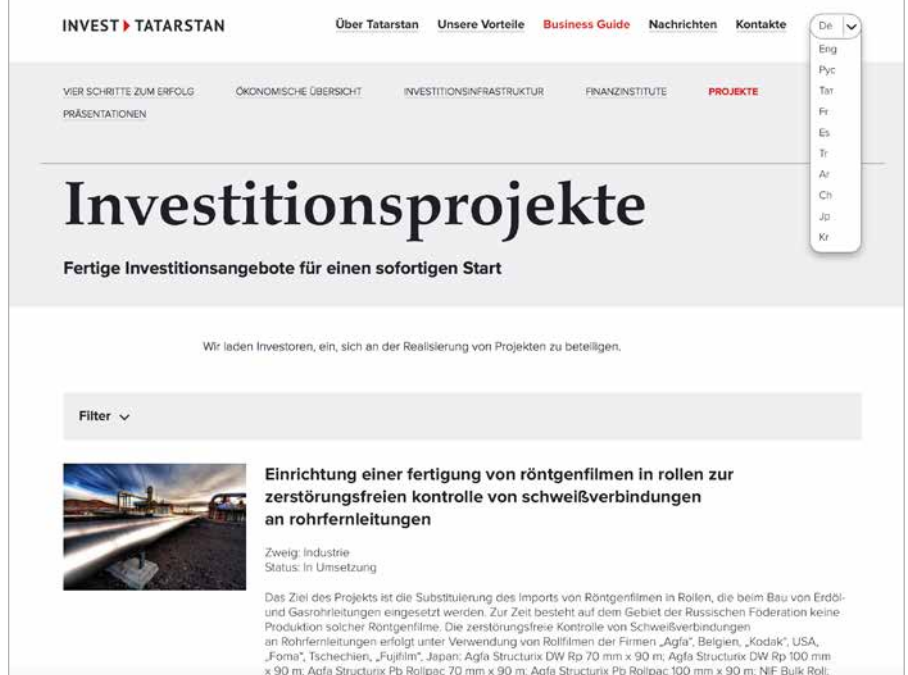 INVEST TATARSTAN
Über Tatarstan Unsere Vorteile Business Guide Nachrichten Kontakte
De
Eng
Рус
Tat
Fr
Es
Tr
Ar
Ch
Jp
Kr
VIER SCHRITTE ZUM ERFOLG ÖKONOMISCHE ÜBERSICHT INVESTITIONSINFRASTRUKTUR FINANZINSTITUTE PROJEKTE
PRÄSENTATIONEN
Investitionsprojekte
Fertige Investitionsangebote für einen sofortigen Start
Wir laden Investoren, ein, sich an der Realisierung von Projekten zu beteiligen.
Filter
Einrichtung einer fertigung von röntgenfilmen in rollen zur
zerstörungsfreien kontrolle von schweißverbindungen
an rohrfernleitungen
Zweig: Industrie
Status: In Umsetzung
Das Ziel des Projekts ist die Substituierung des Imports von Röntgenfilmen in Rollen, die beim Bau von Erdöl-
und Gasrohrleitungen eingesetzt werden. Zur Zeit besteht auf dem Gebiet der Russischen Föderation keine
Produktion solcher Röntgenfilme. Die zerstörungsfreie Kontrolle von Schweißverbindungen
an Rohrfernleitungen erfolgt unter Verwendung von Rollfilmen der Firmen „Agfa", Belgien, „Kodak", USA,
„Foma", Tschechien, „Fujifilm", Japan: Agfa Structurix DW Rp 70 mm x 90 m; Agfa Structurix DW Rp 100 mm
x 90 m; Agfa Structurix Pb Rollpac 70 mm x 90 m; Agfa Structurix Pb Rollpac 100 mm x 90 m; NIF Bulk Roll;